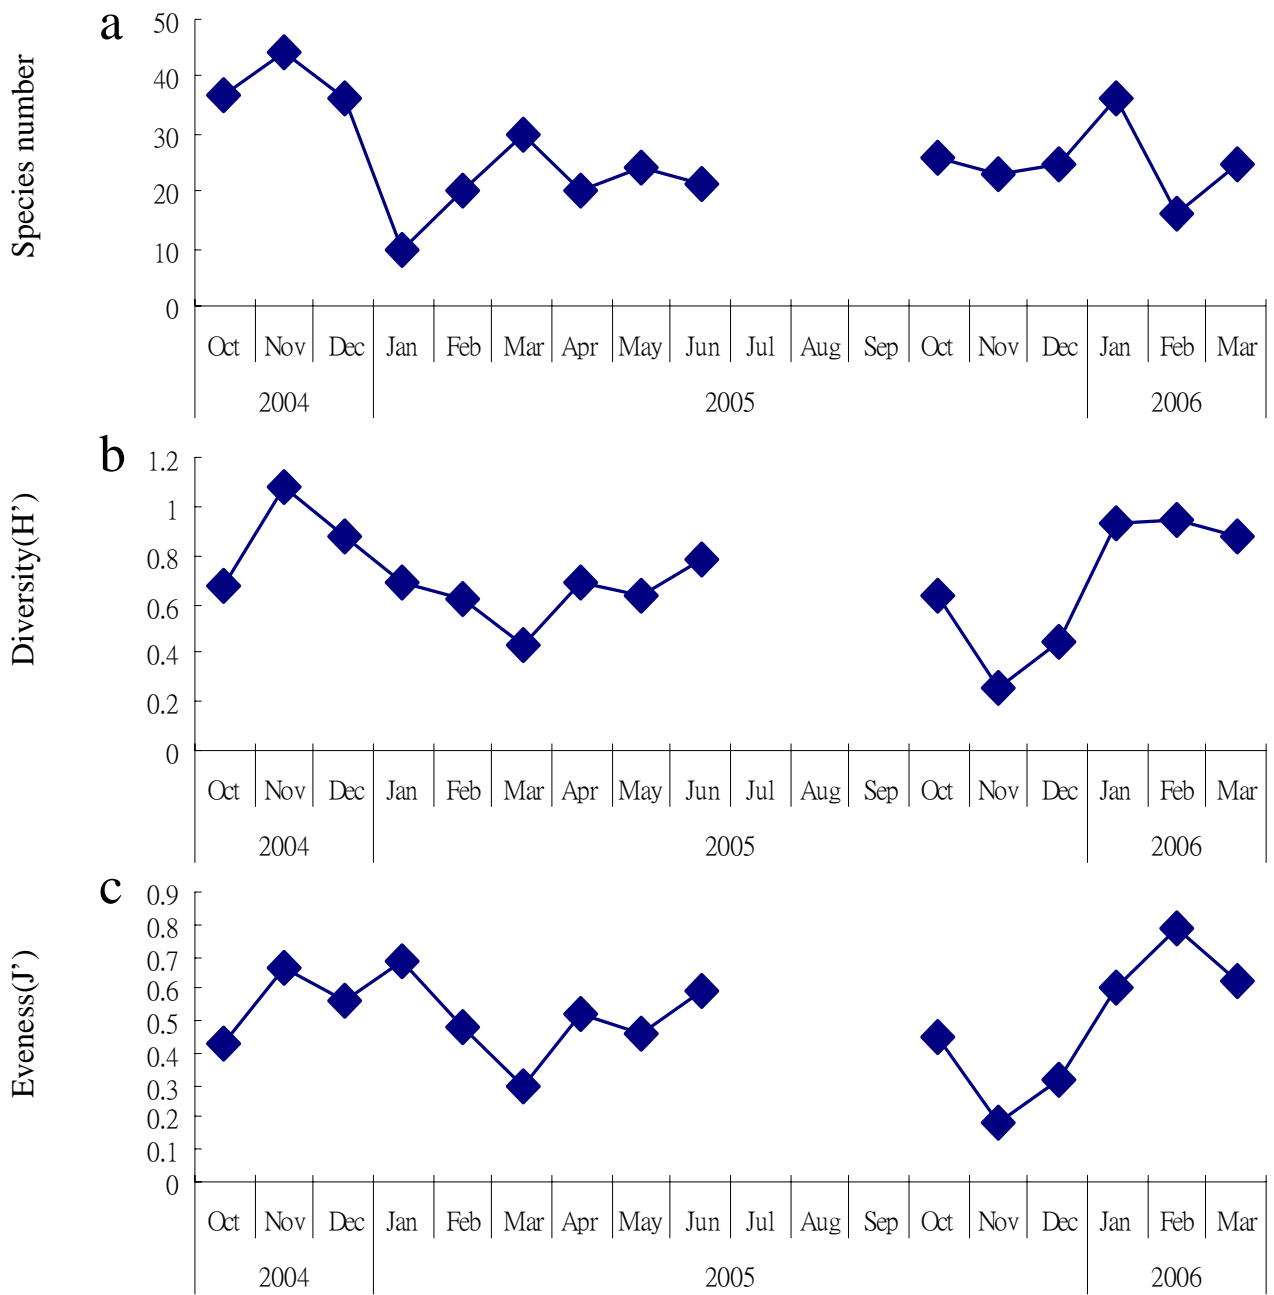 a
Species number
50
40
30
20
10
0
Oct Nov Dec Jan Feb Mar Apr May Jun Jul Aug Sep Oct Nov Dec Jan Feb Mar
2004 2005 2006
b
Diversity(H’)
1.2
1
0.8
0.6
0.4
0.2
0
Oct Nov Dec Jan Feb Mar Apr May Jun Jul Aug Sep Oct Nov Dec Jan Feb Mar
2004 2005 2006
c
Eveness(J’)
0.9
0.8
0.7
0.6
0.5
0.4
0.3
0.2
0.1
0
Oct Nov Dec Jan Feb Mar Apr May Jun Jul Aug Sep Oct Nov Dec Jan Feb Mar
2004 2005 2006